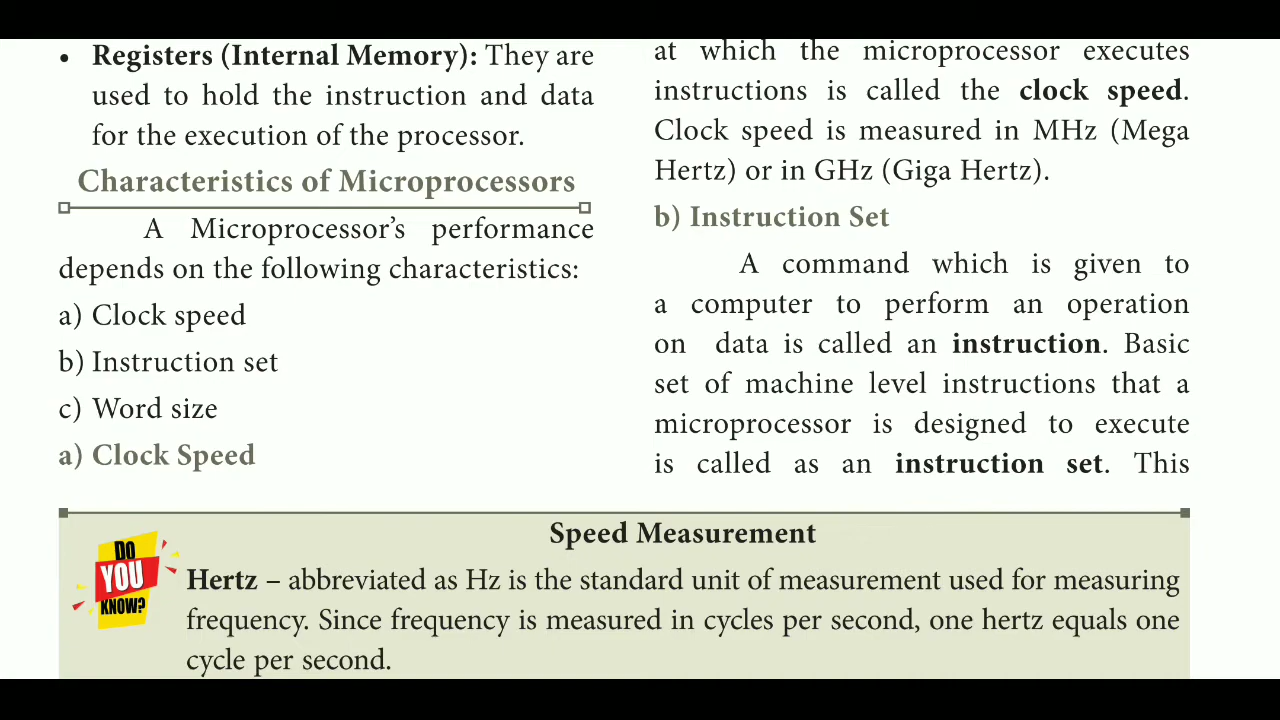 • Registers (Internal Memory): They are
used to hold the instruction and data
for the execution of the processor.
Characteristics of Microprocessors
A Microprocessor’s performance
depends on the following characteristics:
a) Clock speed
b) Instruction set
c) Word size
a) Clock Speed
at which the microprocessor executes
instructions is called the clock speed.
Clock speed is measured in MHz (Mega
Hertz) or in GHz (Giga Hertz).
b) Instruction Set
A command which is given to
a computer to perform an operation
on data is called an instruction. Basic
set of machine level instructions that a
microprocessor is designed to execute
is called as an instruction set. This
DO
YOU
KNOW?
Speed Measurement
Hertz – abbreviated as Hz is the standard unit of measurement used for measuring
frequency. Since frequency is measured in cycles per second, one hertz equals one
cycle per second.